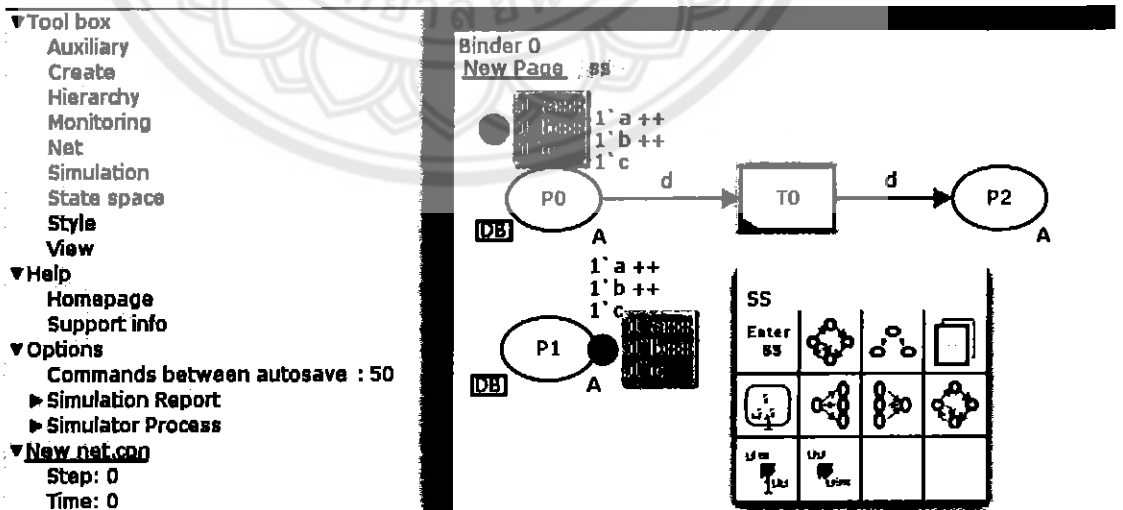 ▼Tool box
Auxiliary
Create
Hierarchy
Monitoring
Net
Simulation
State space
Style
View
▼Help
Homepage
Support info
▼Options
Commands between autosave : 50
▶Simulation Report
▶Simulator Process
▼New net.cpn
Step: 0
Time: 0
Binder 0
New Page ss
1`a ++
1`b ++
1`c
P0
d
T0
d
P2
DB
A
A
1`a ++
1`b ++
1`c
P1
DB
A
SS
Enter
ss